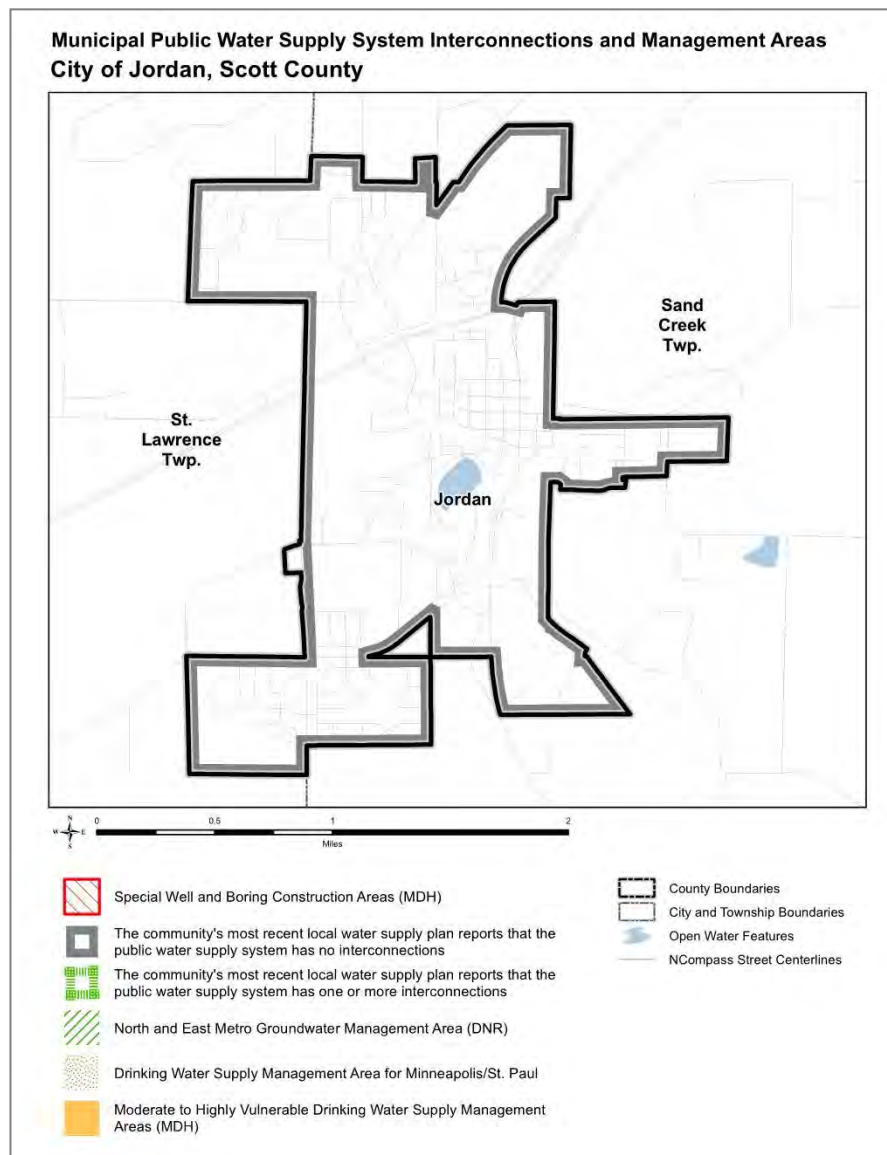 Municipal Public Water Supply System Interconnections and Management Areas
City of Jordan, Scott County
Sand
Creek
Twp.
St.
Lawrence
Twp.
Jordan
N
W
E
S
0
0.5
1
2
Miles
Special Well and Boring Construction Areas (MDH)
The community's most recent local water supply plan reports that the
public water supply system has no interconnections
The community's most recent local water supply plan reports that the
public water supply system has one or more interconnections
North and East Metro Groundwater Management Area (DNR)
Drinking Water Supply Management Area for Minneapolis/St. Paul
Moderate to Highly Vulnerable Drinking Water Supply Management
Areas (MDH)
County Boundaries
City and Township Boundaries
Open Water Features
NCompass Street Centerlines